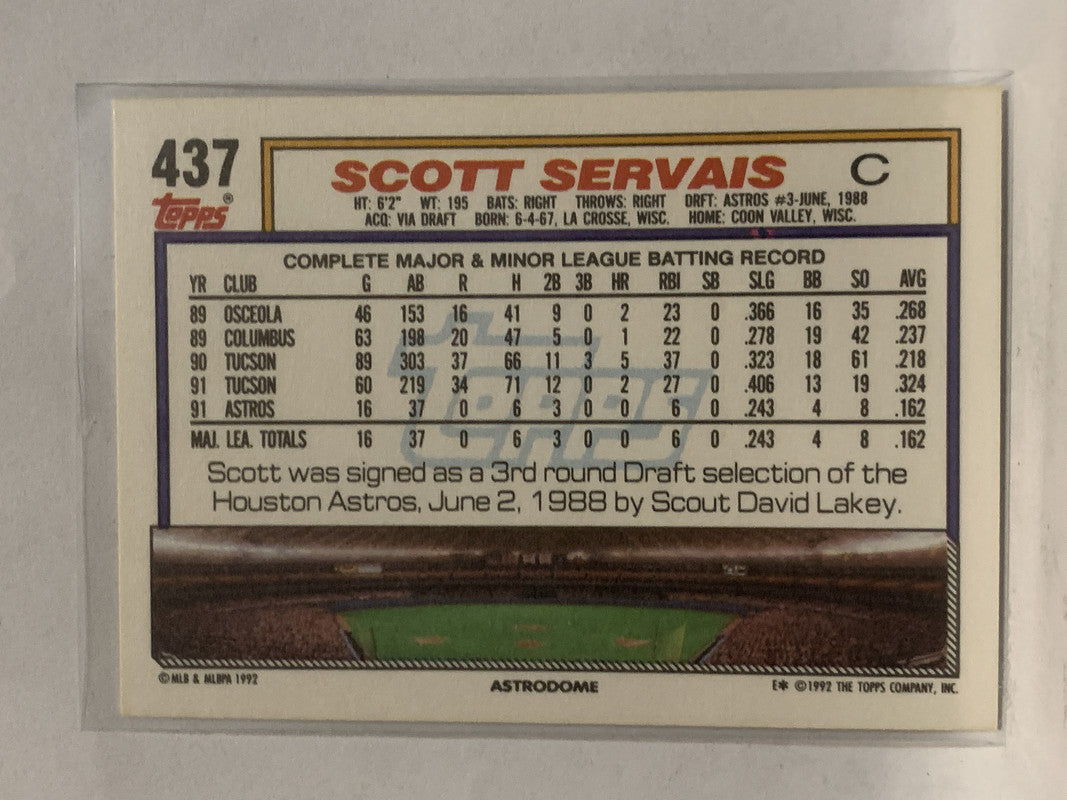 437
SCOTT SERVAIS C
Topps®
HT: 6'2" WT: 195 BATS: RIGHT THROWS: RIGHT DRFT: ASTROS #3-JUNE, 1988
ACQ: VIA DRAFT BORN: 6-4-67, LA CROSSE, WISC. HOME: COON VALLEY, WISC.
COMPLETE MAJOR & MINOR LEAGUE BATTING RECORD
YR CLUB G AB R H 2B 3B HR RBI SB SLG BB SO AVG
89 OSCEOLA 46 153 16 41 9 0 2 23 0 .366 16 35 .268
89 COLUMBUS 63 198 20 47 5 0 1 22 0 .278 19 42 .237
90 TUCSON 89 303 37 66 11 3 5 37 0 .323 18 61 .218
91 TUCSON 60 219 34 71 12 0 2 27 0 .406 13 19 .324
91 ASTROS 16 37 0 6 3 0 0 6 0 .243 4 8 .162
MAJ. LEA. TOTALS 16 37 0 6 3 0 0 6 0 .243 4 8 .162
Topps
Scott was signed as a 3rd round Draft selection of the
Houston Astros, June 2, 1988 by Scout David Lakey.
© MLB & MLBPA 1992
ASTRODOME
E* © 1992 THE TOPPS COMPANY, INC.